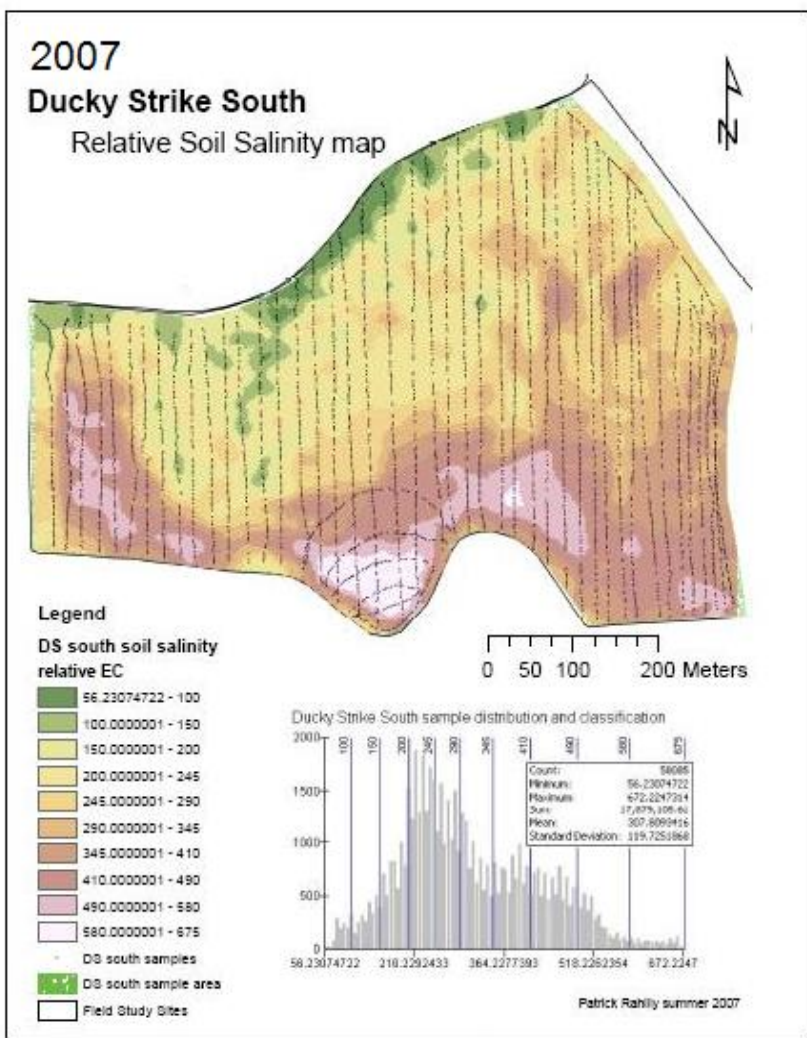 2007
Ducky Strike South
Relative Soil Salinity map
N
0 50 100 200 Meters
Legend
DS south soil salinity
relative EC
56.23074722 - 100
100.0000001 - 150
150.0000001 - 200
200.0000001 - 245
245.0000001 - 290
290.0000001 - 345
345.0000001 - 410
410.0000001 - 490
490.0000001 - 580
580.0000001 - 675
DS south samples
DS south sample area
Field Study Sites
Ducky Strike South sample distribution and classification
100 150 200 245 290 345 410 490 580 675
2000
1500
1000
500
0
56.23074722 210.2292433 364.2277393 518.2262354 672.2247
Count: 58085
Minimum: 56.23074722
Maximum: 672.2247314
Sum:
Mean: 307.8093416
Standard Deviation: 119.7251868
Patrick Rahilly summer 2007